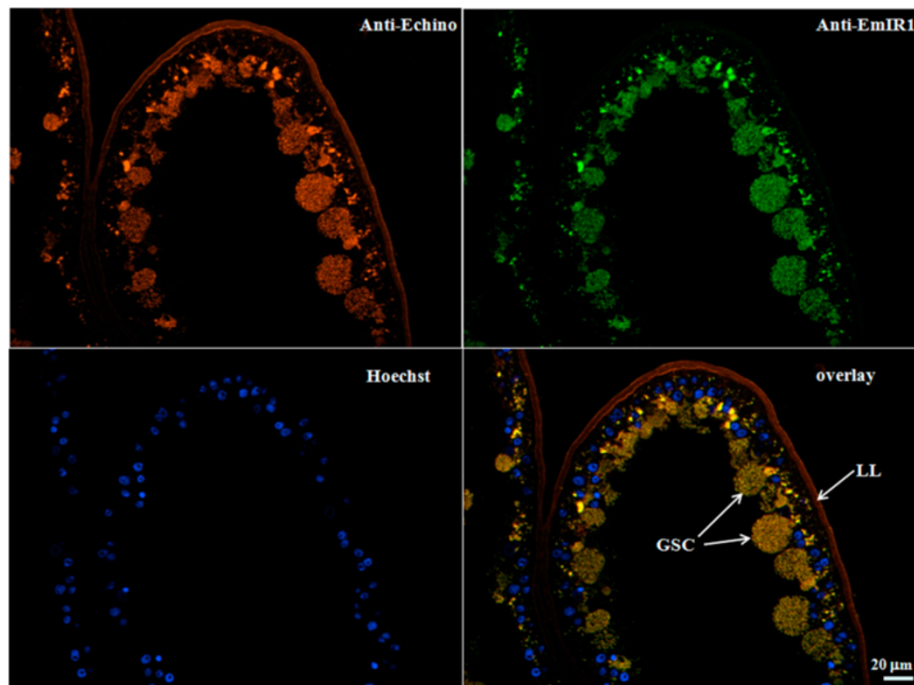 Anti-Echino
Anti-EmIR1
Hoechst
overlay
LL
GSC
20 μm